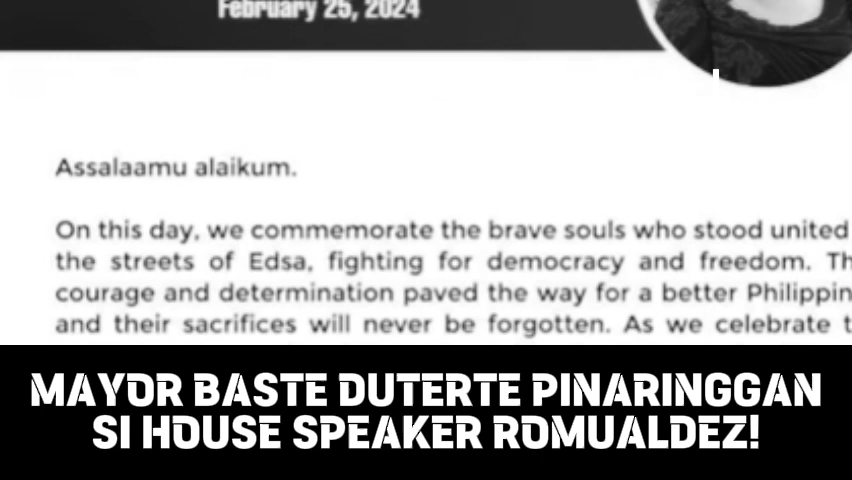 February 25, 2024
Assalaamu alaikum.
On this day, we commemorate the brave souls who stood united
the streets of Edsa, fighting for democracy and freedom.
courage and determination paved the way for a better
and their sacrifices will never be forgotten. As we celebrate
MAYOR BASTE DUTERTE PINARINGGAN
SI HOUSE SPEAKER ROMUALDEZ!